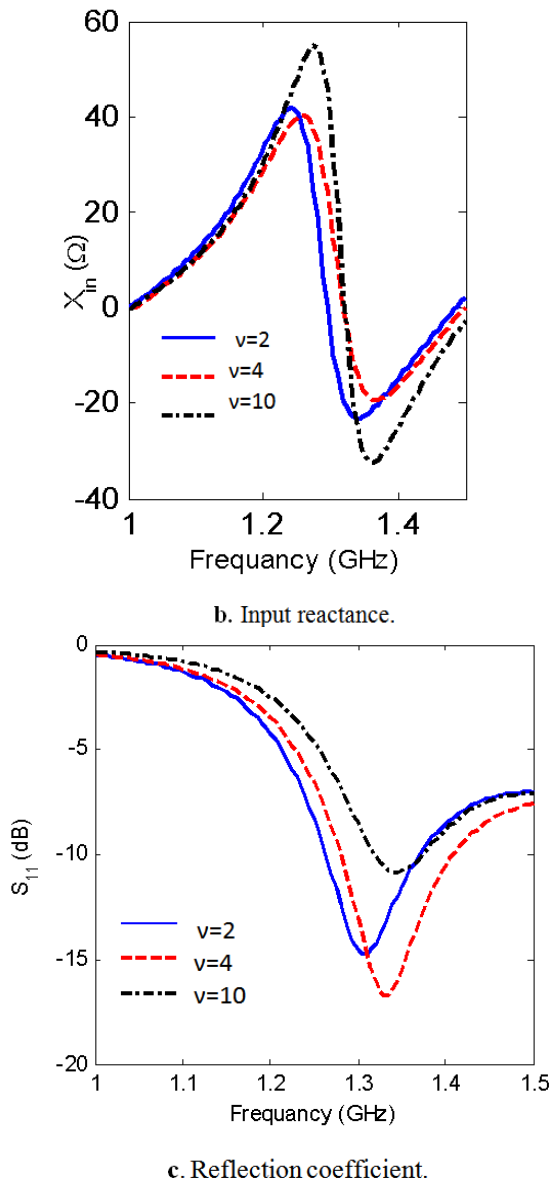 60
40
20
0
-20
-40
X_in (Ω)
ν=2
ν=4
ν=10
1 1.2 1.4
Frequancy (GHz)
b. Input reactance.
0
-5
-10
-15
-20
S_11 (dB)
ν=2
ν=4
ν=10
1 1.1 1.2 1.3 1.4 1.5
Frequancy (GHz)
c. Reflection coefficient.